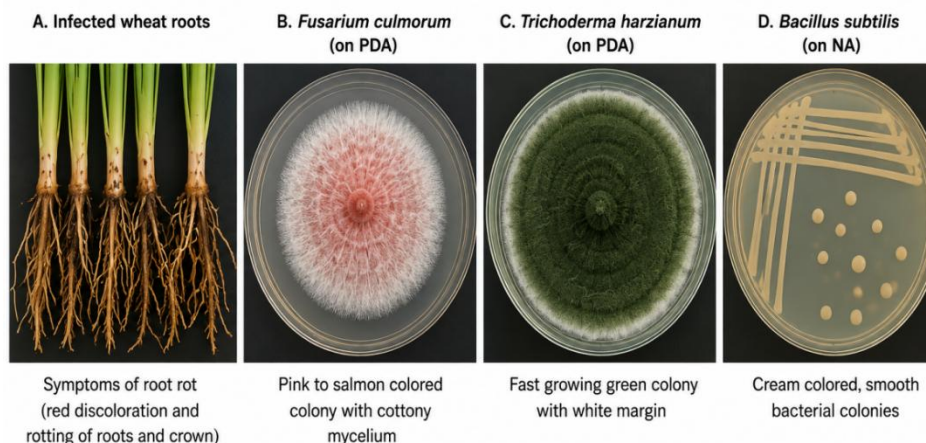 A. Infected wheat roots
B. Fusarium culmorum
(on PDA)
C. Trichoderma harzianum
(on PDA)
D. Bacillus subtilis
(on NA)
Symptoms of root rot
(red discoloration and
rotting of roots and crown)
Pink to salmon colored
colony with cottony
mycelium
Fast growing green colony
with white margin
Cream colored, smooth
bacterial colonies